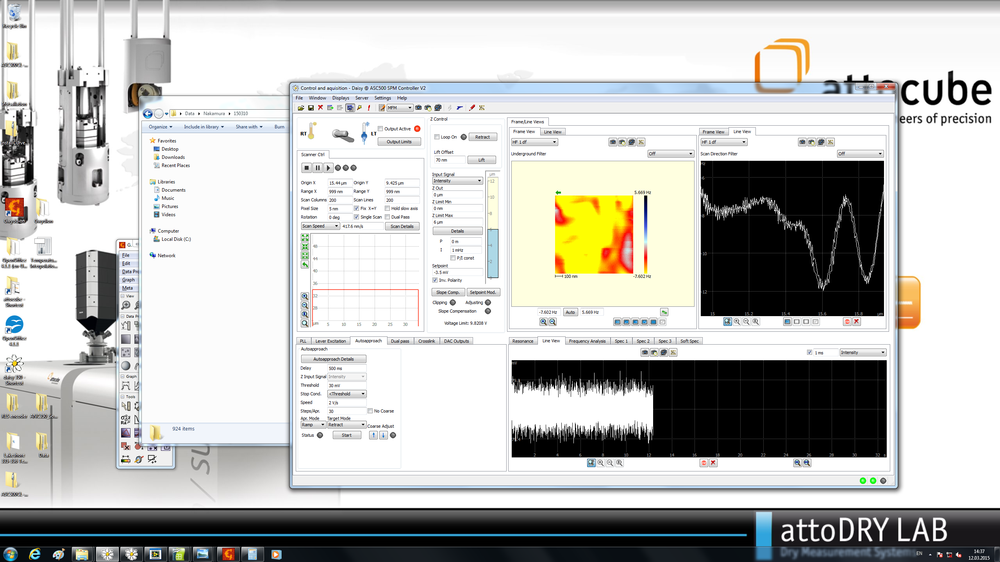 Recycle Bin
ASC500CL-...
Instsallation
InstallCurve...
Gwyddion
Gwydion
OpenOffice 4.1.1 (en-U...
Temperatu... Interpolatio...
attocube - Shortcut
OpenOffice 4.1.1
daisy 350 - Shortcut
RES encoder
ANC350_So...
Lakeshore 335-336 Te...
Data
ASC500CL-...
attocube
eers of precision
attocube
G...
File
Edit
Data Pro
Graph
Meta
View
Data Pr
Graph
Tools
Data
Nakamura
150310
Organize
Include in library
Share with
Burn
Favorites
Desktop
Downloads
Recent Places
Libraries
Documents
Music
Pictures
Videos
Computer
Local Disk (C:)
Network
924 items
Control and aquisition - Daisy @ ASC500 SPM Controller V2
File Window Displays Server Settings Help
MFM
RT
LT
Output Active
Output Limits
Scanner Ctrl
Origin X 15.44 µm Origin Y 9.425 µm
Range X 999 nm Range Y 999 nm
Scan Columns 200 Scan Lines 200
Pixel Size 5 nm Fix X=Y Hold slow axis
Rotation 0 deg Single Scan Dual Pass
Scan Speed 417.6 nm/s Scan Details
48
44
40
36
32
28
µm 5 10 15 20 25 30
Z Control
Loop On Retract
Lift Offset
70 nm Lift
Input Signal
Intensity
Z Out
0 µm
Z Limit Min
0 nm
Z Limit Max
6 µm
Details
P 0 m
I 1 mHz
P/I const
Setpoint
-3.5 mV
Inv. Polarity
µm
12
10
8
6
4
2
0
Slope Comp. Setpoint Mod.
Clipping Adjusting
Slope Compensation
Voltage Limit: 9.8208 V
Frame/Line Views
Frame View Line View
HF 1 df
Underground Filter Off
5.669 Hz
-7.602 Hz
100 nm
-7.602 Hz Auto 5.669 Hz
Frame View Line View
HF 1 df
Scan Direction Filter Off
Hz
-6
-8
-10
-12
15 15.2 15.4 15.6 15.8 µm
PLL Lever Excitation Autoapproach Dual pass Crosslink DAC Outputs
Autoapproach
Autoapproach Details
Delay 500 ms
Z Input Signal Intensity
Threshold 30 mV
Stop Cond. <Threshold
Speed 2 V/s
Steps/Apr. 30 No Coarse
Apr. Mode Target Mode
Ramp Retract Coarse Adjust
Status Start
Resonance Line View Frequency Analysis Spec 1 Spec 2 Spec 3 Soft Spec
1 ms Intensity
mV
79.8
79.4
2 4 6 8 10 12 14 16 18 20 22 24 26 28 30 32 s
STOP
attoDRY LAB
Dry Measurement Systems
EN
14:37
12.03.2015